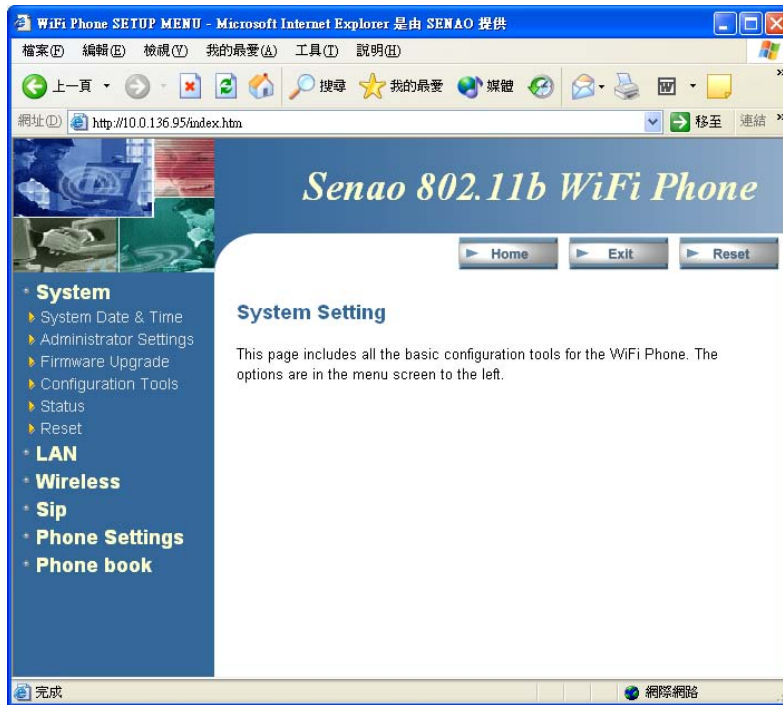 WiFi Phone SETUP MENU - Microsoft Internet Explorer 是由 SENAO 提供
檔案(F) 編輯(E) 檢視(V) 我的最愛(A) 工具(T) 說明(H)
上一頁 搜尋 我的最愛 媒體
網址(D) http://10.0.136.95/index.htm 移至 連結
Senao 802.11b WiFi Phone
Home Exit Reset
System
System Date & Time
Administrator Settings
Firmware Upgrade
Configuration Tools
Status
Reset
LAN
Wireless
Sip
Phone Settings
Phone book
System Setting
This page includes all the basic configuration tools for the WiFi Phone. The
options are in the menu screen to the left.
完成 網際網路